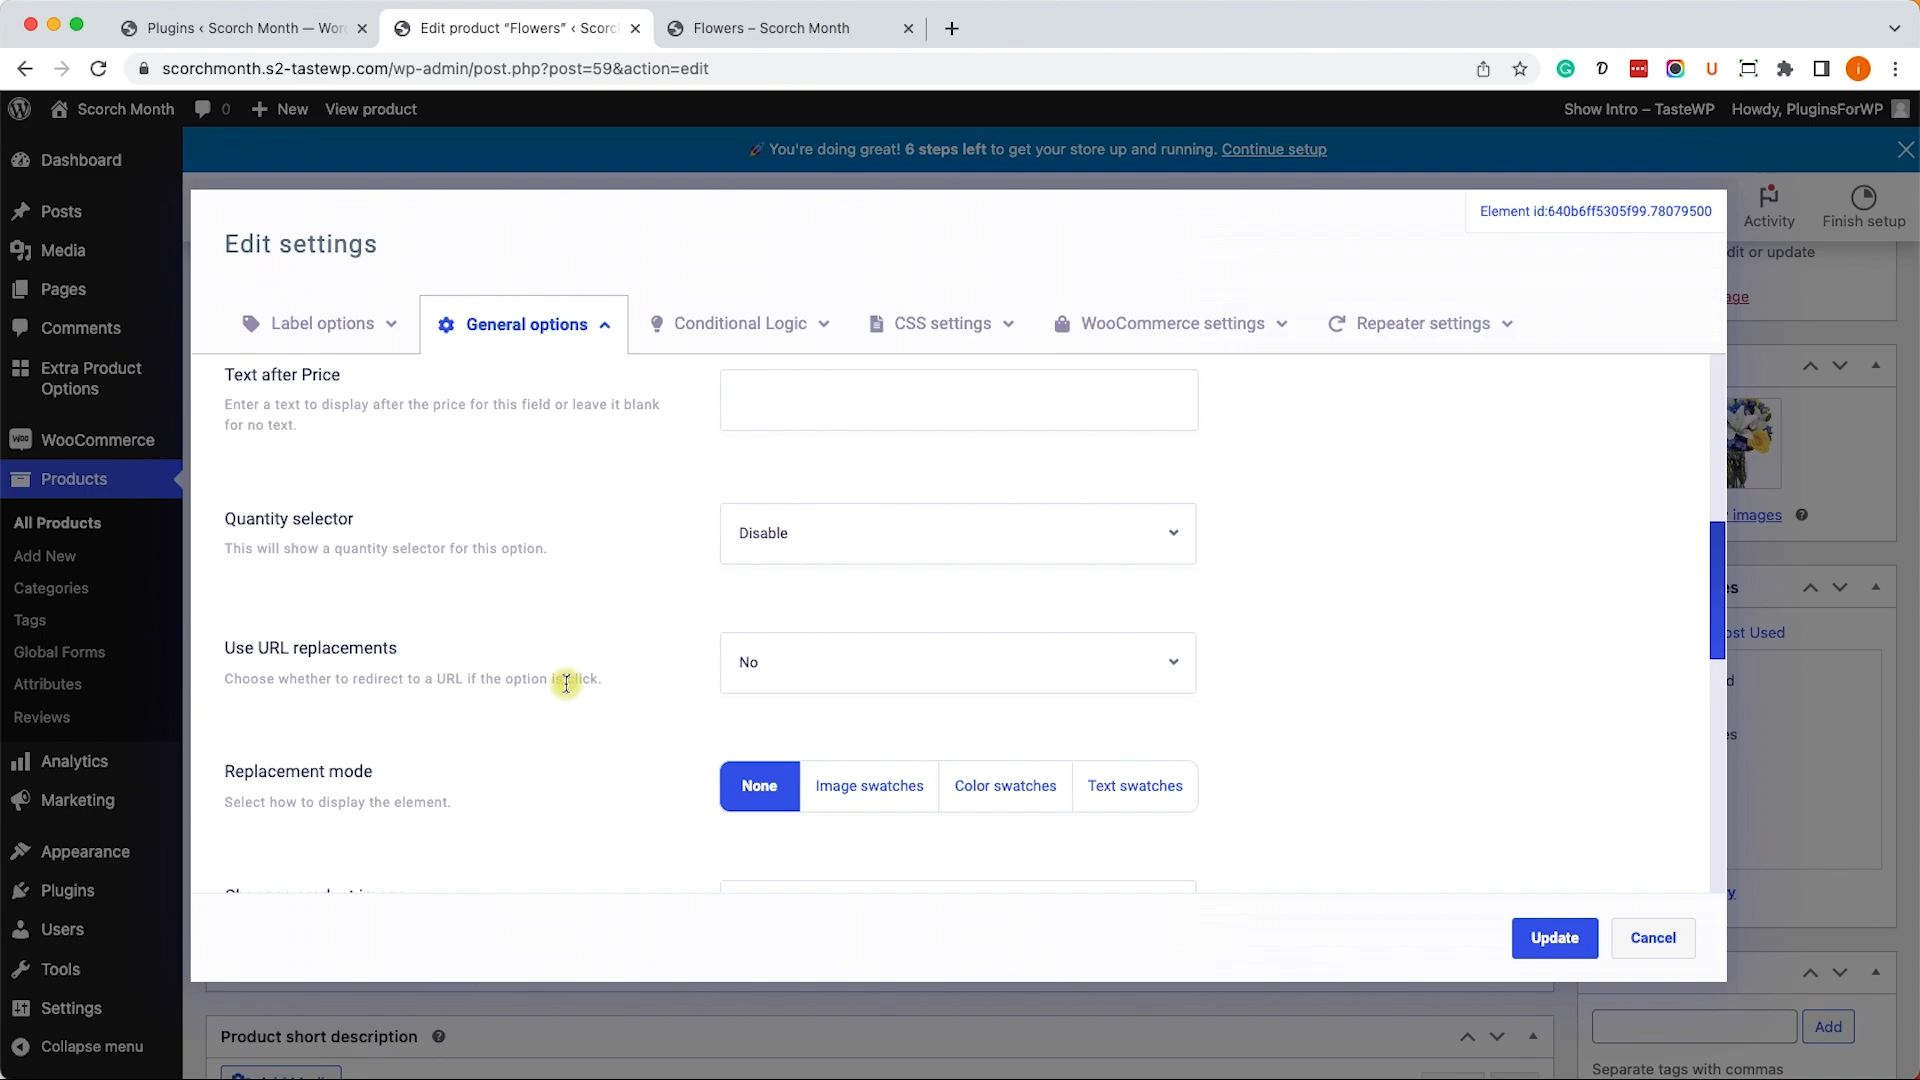 Plugins ‹ Scorch Month — Wor
Edit product “Flowers” ‹ Scorc
Flowers – Scorch Month
scorchmonth.s2-tastewp.com/wp-admin/post.php?post=59&action=edit
Scorch Month
0
New
View product
Show Intro – TasteWP
Howdy, PluginsForWP
Dashboard
Posts
Media
Pages
Comments
Extra Product
Options
WooCommerce
Products
All Products
Add New
Categories
Tags
Global Forms
Attributes
Reviews
Analytics
Marketing
Appearance
Plugins
Users
Tools
Settings
Collapse menu
🚀 You're doing great! 6 steps left to get your store up and running. Continue setup
Activity
Finish setup
Element id:640b6ff5305f99.78079500
Edit settings
Label options
General options
Conditional Logic
CSS settings
WooCommerce settings
Repeater settings
Text after Price
Enter a text to display after the price for this field or leave it blank
for no text.
Quantity selector
This will show a quantity selector for this option.
Disable
Use URL replacements
Choose whether to redirect to a URL if the option is click.
No
Replacement mode
Select how to display the element.
None
Image swatches
Color swatches
Text swatches
Update
Cancel
dit or update
age
images
es
ost Used
d
es
y
Add
Separate tags with commas
Product short description